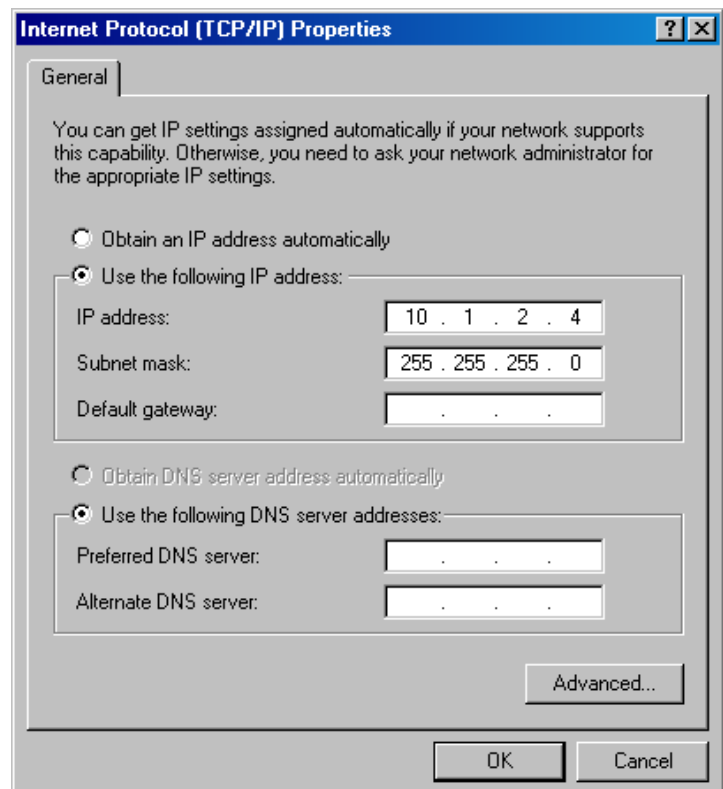 Internet Protocol (TCP/IP) Properties
General
You can get IP settings assigned automatically if your network supports
this capability. Otherwise, you need to ask your network administrator for
the appropriate IP settings.
Obtain an IP address automatically
Use the following IP address:
IP address: 10 . 1 . 2 . 4
Subnet mask: 255 . 255 . 255 . 0
Default gateway: . . .
Obtain DNS server address automatically
Use the following DNS server addresses:
Preferred DNS server: . . .
Alternate DNS server: . . .
Advanced...
OK Cancel